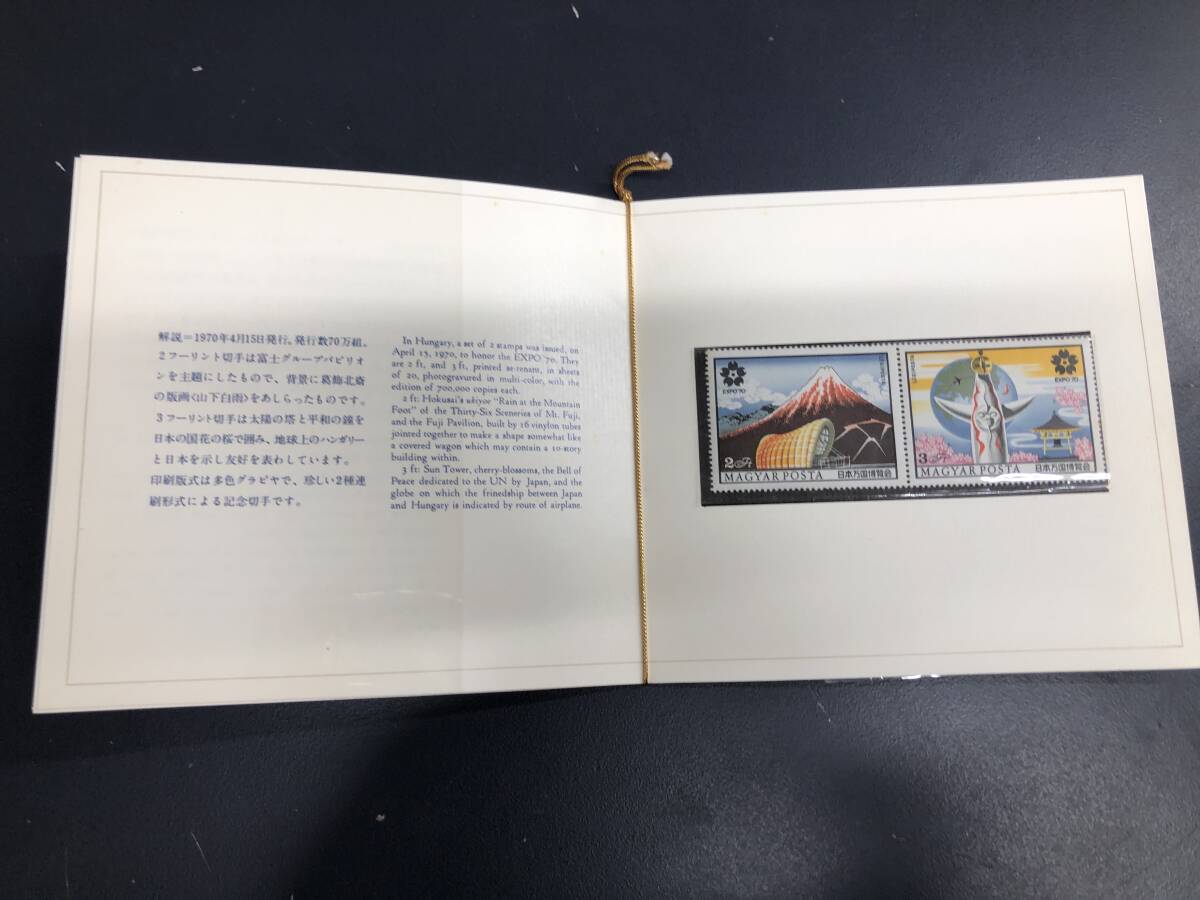 解説=1970年4月15日発行。発行数70万組。
2フーリント切手は富士グループパビリオ
ンを主題にしたもので、背景に葛飾北斎
の版画〈山下白雨〉をあしらったものです。
3フーリント切手は太陽の塔と平和の鐘を
日本の国花の桜で囲み、地球上のハンガリー
と日本を示し友好を表わしています。
印刷版式は多色グラビヤで、珍しい2種連
刷形式による記念切手です。
In Hungary, a set of 2 stamps was issued, on
April 15, 1970, to honor the EXPO '70. They
are 2 ft, and 3 ft, printed se-tenant, in sheets
of 20, photogravured in multi-color, with the
edition of 700,000 copies each.
2 ft: Hokusai's ukiyoe "Rain at the Mountain
Foot" of the Thirty-Six Sceneries of Mt. Fuji,
and the Fuji Pavilion, built by 16 vinylon tubes
jointed together to make a shape somewhat like
a covered wagon which may contain a 10-story
building within.
3 ft: Sun Tower, cherry-blossoms, the Bell of
Peace dedicated to the UN by Japan, and the
globe on which the frinedship between Japan
and Hungary is indicated by route of airplane.
EXPO'70
2 Ft
MAGYAR POSTA
日本万国博覧会
EXPO'70
3 Ft
MAGYAR POSTA
日本万国博覧会